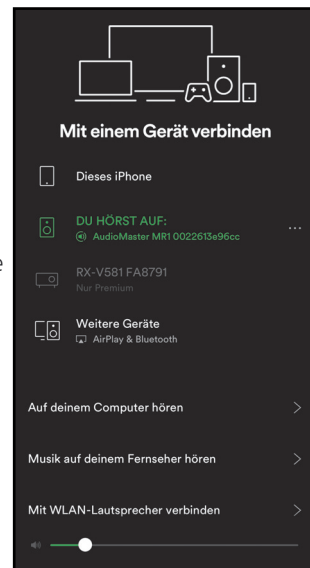 Mit einem Gerät verbinden
Dieses iPhone
DU HÖRST AUF:
AudioMaster MR1 0022613e96cc
RX-V581 FA8791
Nur Premium
Weitere Geräte
AirPlay & Bluetooth
e
Auf deinem Computer hören
Musik auf deinem Fernseher hören
Mit WLAN-Lautsprecher verbinden